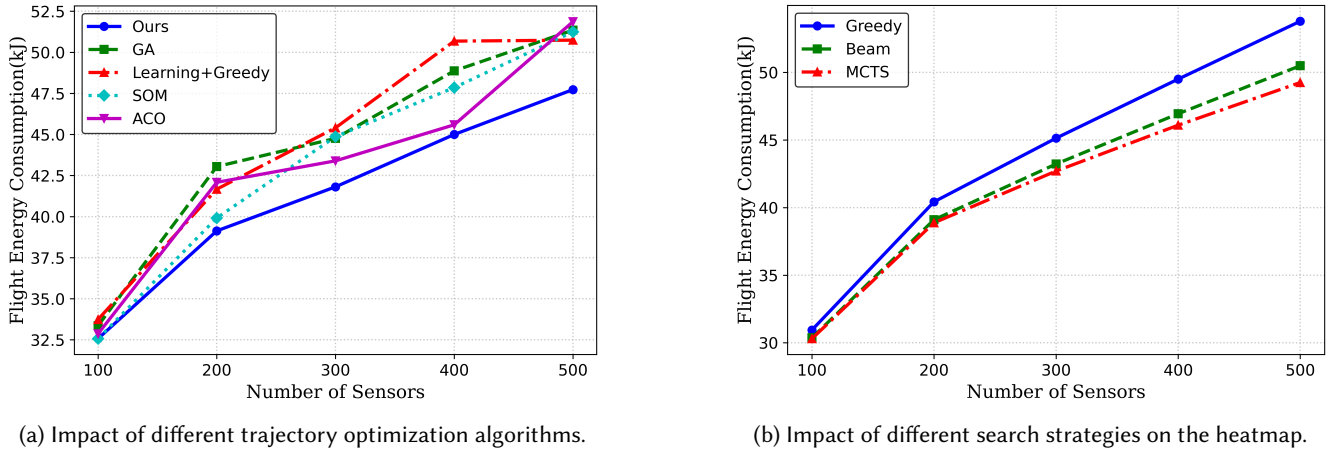 52.5
50.0
47.5
45.0
42.5
40.0
37.5
35.0
32.5
Flight Energy Consumption(kJ)
Ours
GA
Learning+Greedy
SOM
ACO
100 200 300 400 500
Number of Sensors
(a) Impact of different trajectory optimization algorithms.
50
45
40
35
30
Flight Energy Consumption(kJ)
Greedy
Beam
MCTS
100 200 300 400 500
Number of Sensors
(b) Impact of different search strategies on the heatmap.